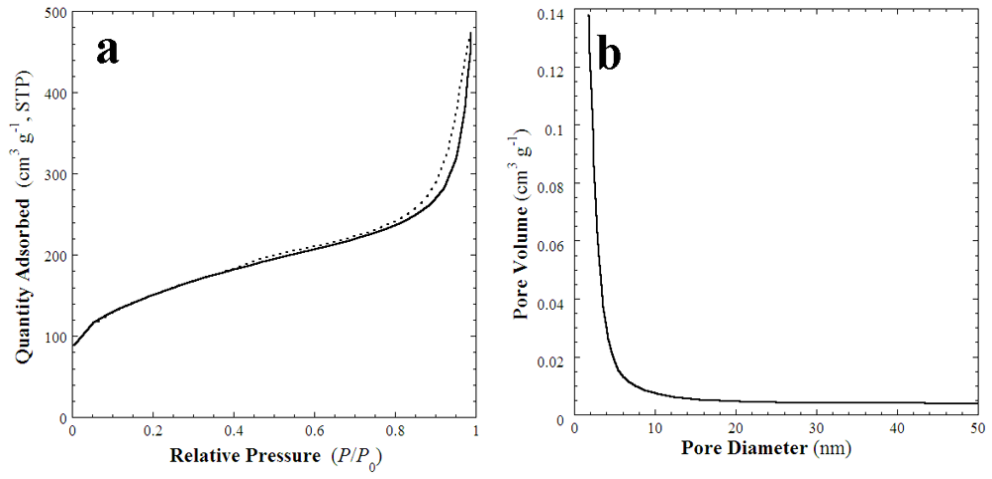 a
500
400
300
200
100
0
Quantity Adsorbed (cm³ g⁻¹, STP)
0 0.2 0.4 0.6 0.8 1
Relative Pressure (P/P₀)
b
0.14
0.12
0.1
0.08
0.06
0.04
0.02
0
Pore Volume (cm³ g⁻¹)
0 10 20 30 40 50
Pore Diameter (nm)